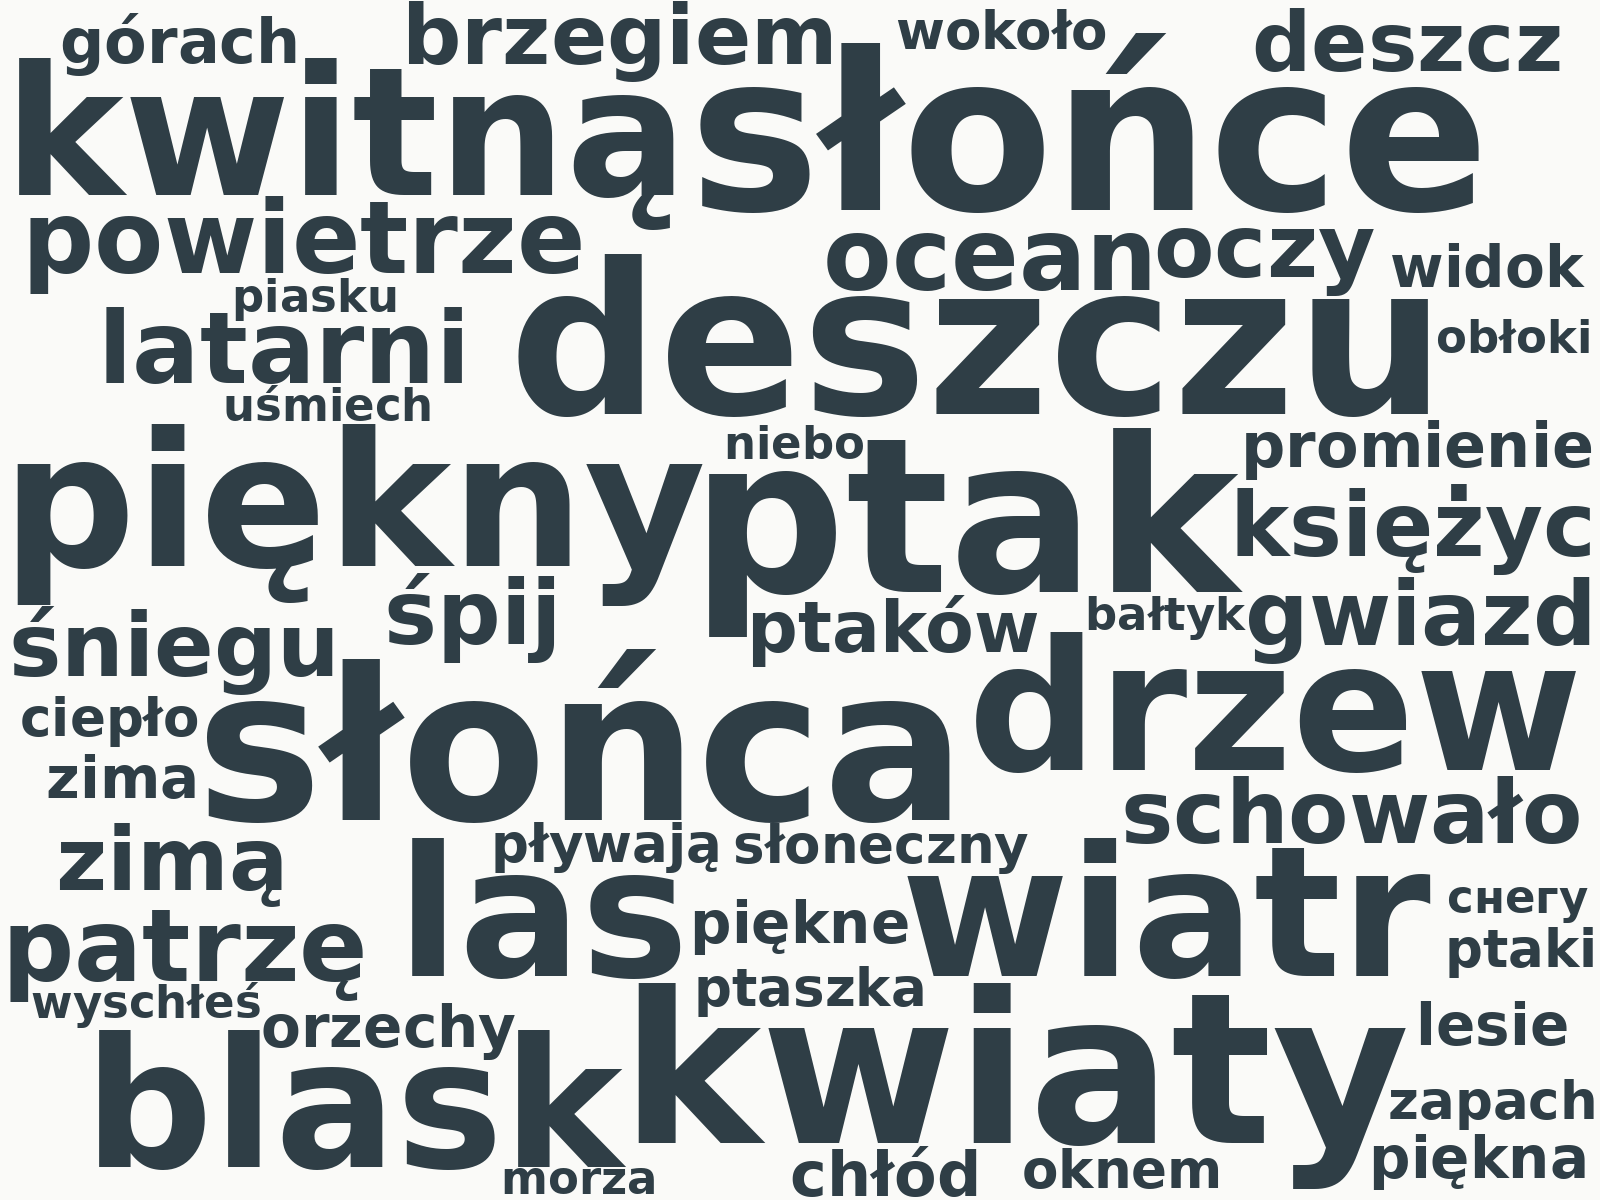 górach brzegiem wokoło deszcz
kwitną słońce
powietrze ocean oczy widok
piasku
latarni deszczu obłoki
uśmiech
piękny niebo ptak promienie
księżyc
śniegu śpij ptaków bałtyk gwiazd
ciepło słońca drzew
zima
schowało
zimą pływają słoneczny
las piękne wiatr снегу
patrzę ptaki
wyschłeś ptaszka
orzechy lesie
blask kwiaty zapach
morza chłód oknem piękna